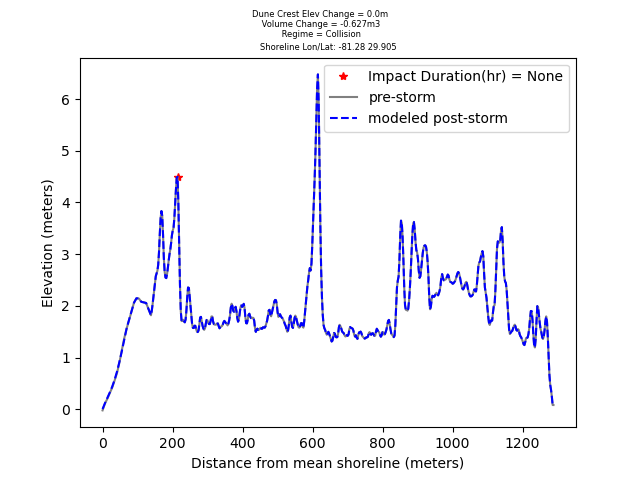 Dune Crest Elev Change = 0.0m
Volume Change = -0.627m3
Regime = Collision
Shoreline Lon/Lat: -81.28 29.905
Impact Duration(hr) = None
pre-storm
modeled post-storm
Elevation (meters)
6
5
4
3
2
1
0
0 200 400 600 800 1000 1200
Distance from mean shoreline (meters)